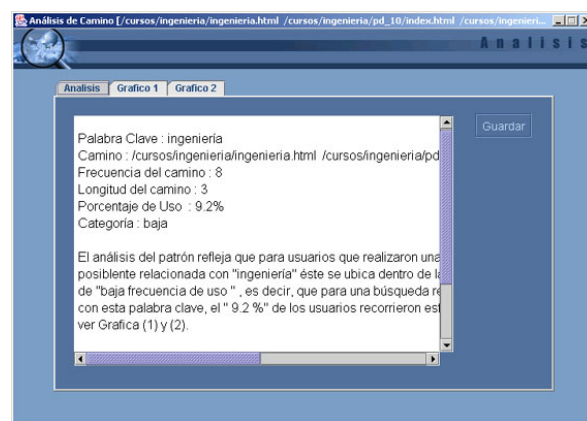 Análisis de Camino [/cursos/ingenieria/ingenieria.html /cursos/ingenieria/pd_10/index.html /cursos/ingenieri...
Analisis
Analisis Grafico 1 Grafico 2
Guardar
Palabra Clave : ingeniería
Camino : /cursos/ingenieria/ingenieria.html /cursos/ingenieria/pd
Frecuencia del camino : 8
Longitud del camino : 3
Porcentaje de Uso : 9.2%
Categoría : baja
El análisis del patrón refleja que para usuarios que realizaron una
posiblente relacionada con "ingeniería" éste se ubica dentro de la
de "baja frecuencia de uso " , es decir, que para una búsqueda re
con esta palabra clave, el " 9.2 %" de los usuarios recorrieron est
ver Grafica (1) y (2).